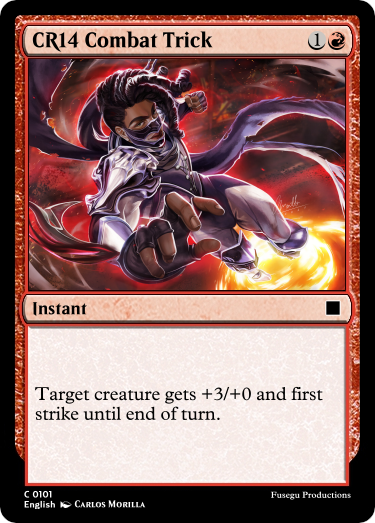 CR14 Combat Trick 1
Instant
Target creature gets +3/+0 and first
strike until end of turn.
C 0101
English Carlos Morilla
Fusegu Productions